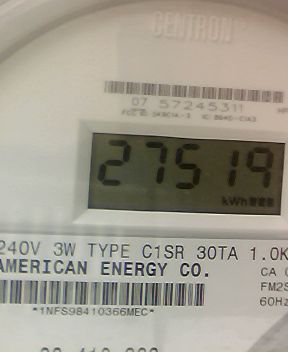 CENTRON®
07 57245311
27519
kWh
240V 3W TYPE C1SR 30TA 1.0K
AMERICAN ENERGY CO.
CA
FM2S
60Hz
*1NFS98410366MEC*